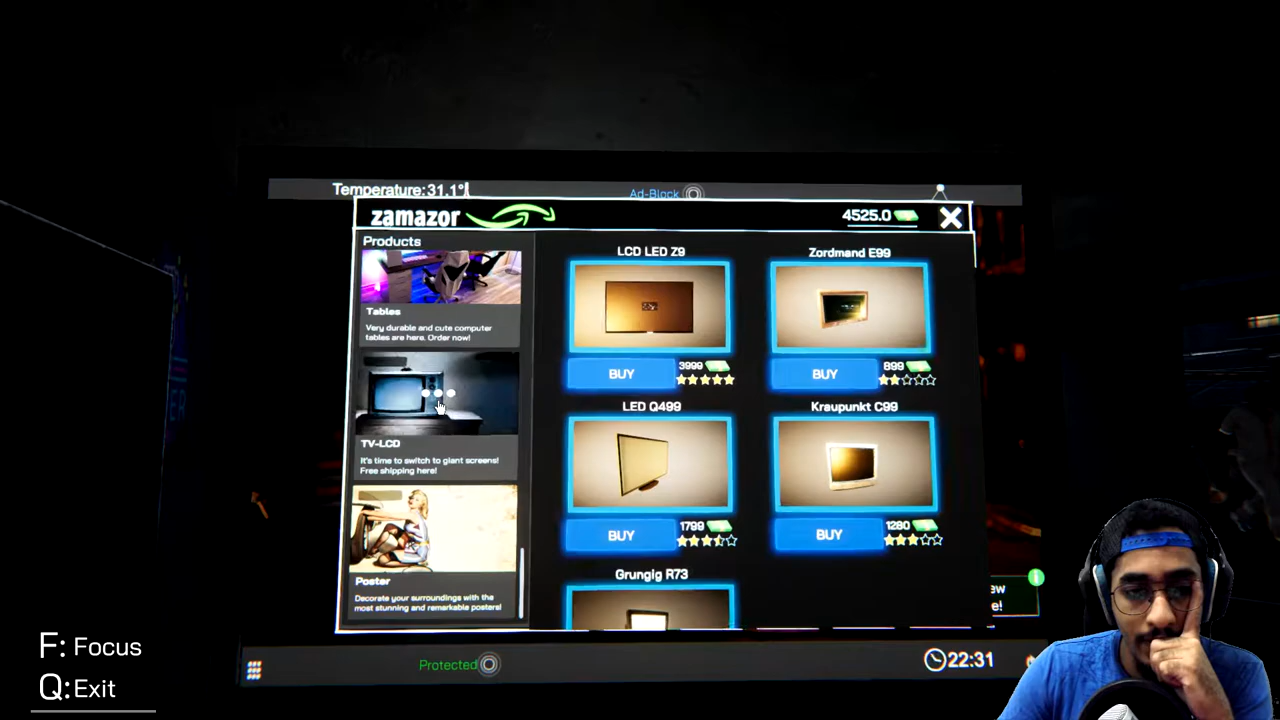 Temperature:31.1°
Ad-Block
zamazor
4525.0
Products
Tables
Very durable and cute computer
tables are here. Order now!
TV-LCD
It's time to switch to giant screens!
Free shipping here!
Poster
Decorate your surroundings with the
most stunning and remarkable posters!
LCD LED Z9
Zordmand E99
BUY
3999
BUY
899
LED Q499
Kraupunkt C99
BUY
1799
BUY
1280
Grungig R73
F: Focus
Q: Exit
Protected
22:31